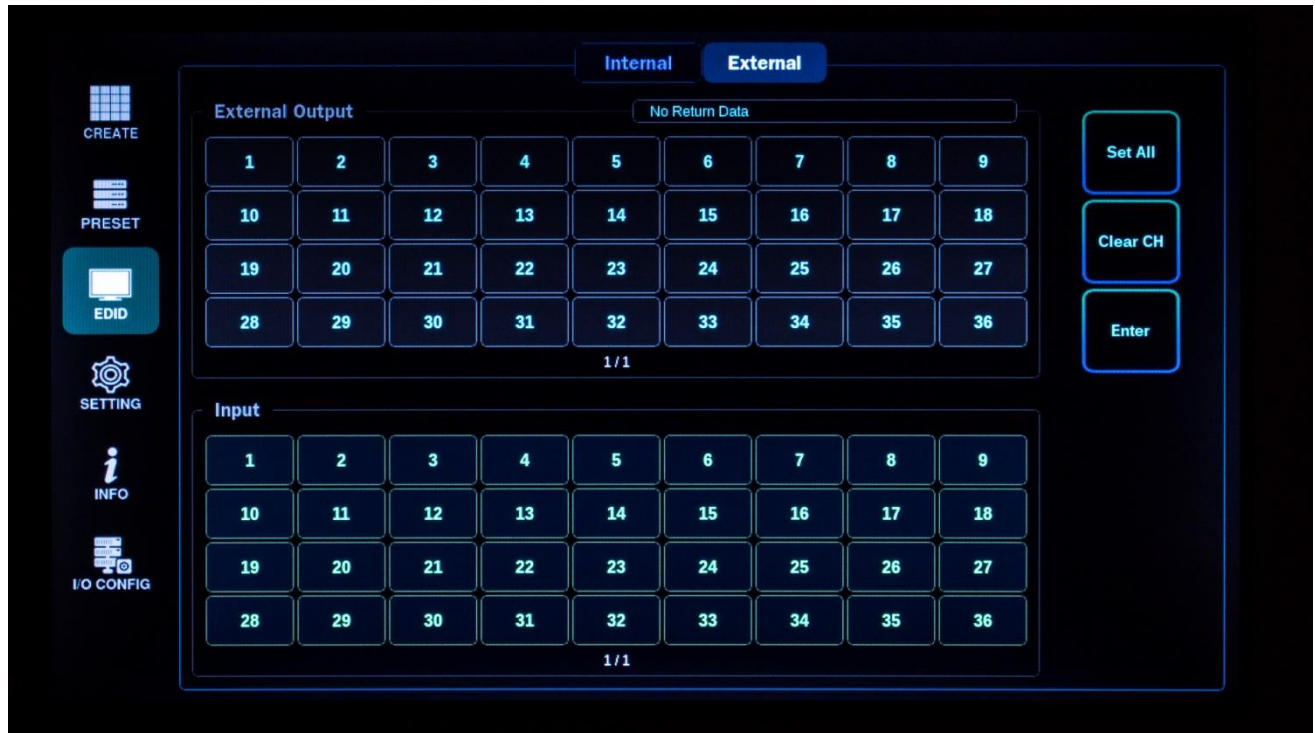 Internal External
CREATE
PRESET
EDID
SETTING
INFO
I/O CONFIG
External Output No Return Data
1 2 3 4 5 6 7 8 9
10 11 12 13 14 15 16 17 18
19 20 21 22 23 24 25 26 27
28 29 30 31 32 33 34 35 36
1 / 1
Input
1 2 3 4 5 6 7 8 9
10 11 12 13 14 15 16 17 18
19 20 21 22 23 24 25 26 27
28 29 30 31 32 33 34 35 36
1 / 1
Set All
Clear CH
Enter